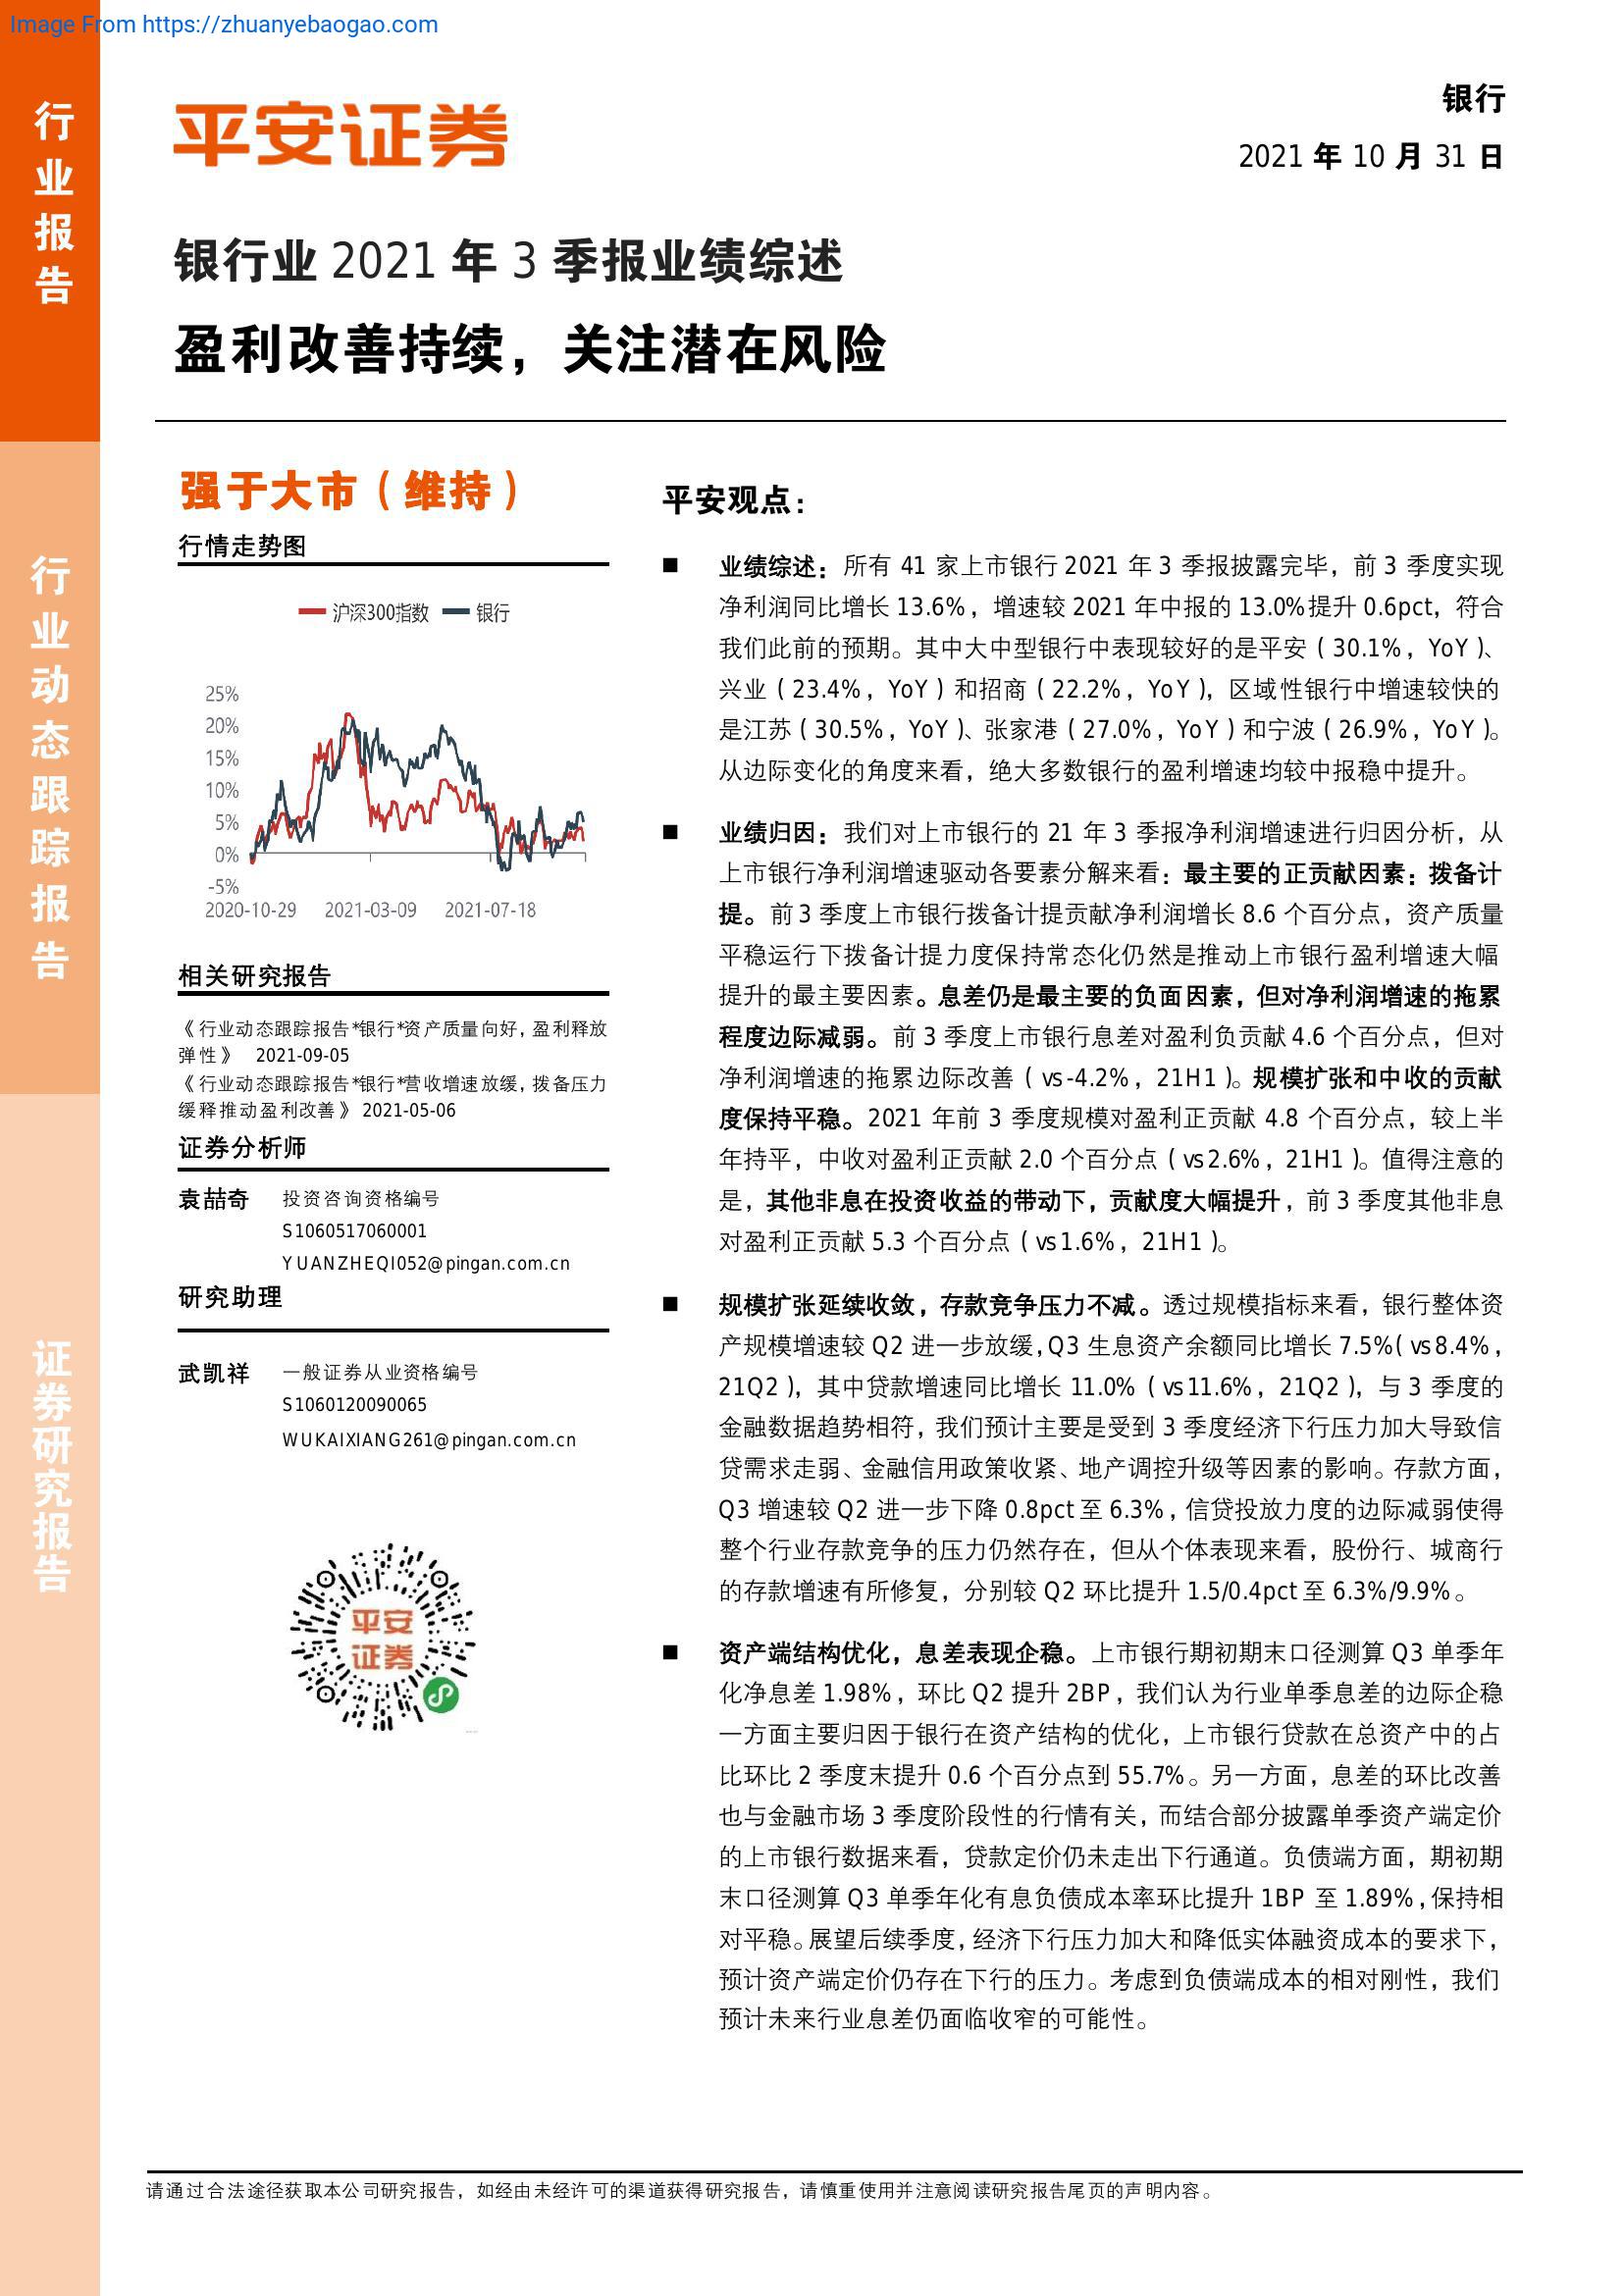 Image From https://zhuanyebaogao.com
行业报告
行业动态跟踪报告
证券研究报告
平安证券
银行
2021 年 10 月 31 日
银行业 2021 年 3 季报业绩综述
盈利改善持续，关注潜在风险
强于大市（维持）
行情走势图
沪深300指数 银行
25%
20%
15%
10%
5%
0%
-5%
2020-10-29 2021-03-09 2021-07-18
相关研究报告
《行业动态跟踪报告*银行*资产质量向好，盈利释放
弹性》 2021-09-05
《行业动态跟踪报告*银行*营收增速放缓，拨备压力
缓释推动盈利改善》2021-05-06
证券分析师
袁喆奇 投资咨询资格编号
S1060517060001
YUANZHEQI052@pingan.com.cn
研究助理
武凯祥 一般证券从业资格编号
S1060120090065
WUKAIXIANG261@pingan.com.cn
平安
证券
平安观点：
■ 业绩综述：所有 41 家上市银行 2021 年 3 季报披露完毕，前 3 季度实现
净利润同比增长 13.6%，增速较 2021 年中报的 13.0%提升 0.6pct，符合
我们此前的预期。其中大中型银行中表现较好的是平安（30.1%，YoY）、
兴业（23.4%，YoY）和招商（22.2%，YoY），区域性银行中增速较快的
是江苏（30.5%，YoY）、张家港（27.0%，YoY）和宁波（26.9%，YoY）。
从边际变化的角度来看，绝大多数银行的盈利增速均较中报稳中提升。
■ 业绩归因：我们对上市银行的 21 年 3 季报净利润增速进行归因分析，从
上市银行净利润增速驱动各要素分解来看：最主要的正贡献因素：拨备计
提。前 3 季度上市银行拨备计提贡献净利润增长 8.6 个百分点，资产质量
平稳运行下拨备计提力度保持常态化仍然是推动上市银行盈利增速大幅
提升的最主要因素。息差仍是最主要的负面因素，但对净利润增速的拖累
程度边际减弱。前 3 季度上市银行息差对盈利负贡献 4.6 个百分点，但对
净利润增速的拖累边际改善（vs-4.2%，21H1）。规模扩张和中收的贡献
度保持平稳。2021 年前 3 季度规模对盈利正贡献 4.8 个百分点，较上半
年持平，中收对盈利正贡献 2.0 个百分点（vs2.6%，21H1）。值得注意的
是，其他非息在投资收益的带动下，贡献度大幅提升，前 3 季度其他非息
对盈利正贡献 5.3 个百分点（vs1.6%，21H1）。
■ 规模扩张延续收敛，存款竞争压力不减。透过规模指标来看，银行整体资
产规模增速较 Q2 进一步放缓，Q3 生息资产余额同比增长 7.5%（vs8.4%，
21Q2），其中贷款增速同比增长 11.0%（vs11.6%，21Q2），与 3 季度的
金融数据趋势相符，我们预计主要是受到 3 季度经济下行压力加大导致信
贷需求走弱、金融信用政策收紧、地产调控升级等因素的影响。存款方面，
Q3 增速较 Q2 进一步下降 0.8pct 至 6.3%，信贷投放力度的边际减弱使得
整个行业存款竞争的压力仍然存在，但从个体表现来看，股份行、城商行
的存款增速有所修复，分别较 Q2 环比提升 1.5/0.4pct 至 6.3%/9.9%。
■ 资产端结构优化，息差表现企稳。上市银行期初期末口径测算 Q3 单季年
化净息差 1.98%，环比 Q2 提升 2BP，我们认为行业单季息差的边际企稳
一方面主要归因于银行在资产结构的优化，上市银行贷款在总资产中的占
比环比 2 季度末提升 0.6 个百分点到 55.7%。另一方面，息差的环比改善
也与金融市场 3 季度阶段性的行情有关，而结合部分披露单季资产端定价
的上市银行数据来看，贷款定价仍未走出下行通道。负债端方面，期初期
末口径测算 Q3 单季年化有息负债成本率环比提升 1BP 至 1.89%，保持相
对平稳。展望后续季度，经济下行压力加大和降低实体融资成本的要求下，
预计资产端定价仍存在下行的压力。考虑到负债端成本的相对刚性，我们
预计未来行业息差仍面临收窄的可能性。
请通过合法途径获取本公司研究报告，如经由未经许可的渠道获得研究报告，请慎重使用并注意阅读研究报告尾页的声明内容。